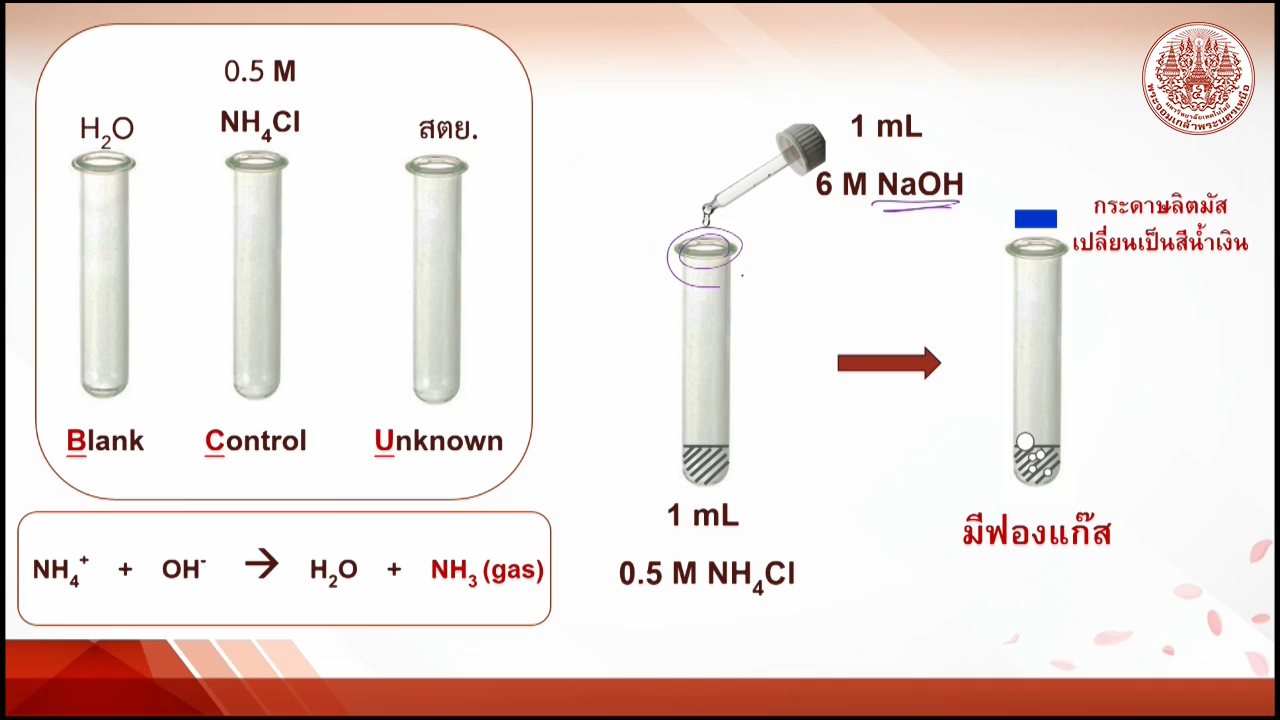 0.5 M
H₂O
NH₄Cl
สตย.
Blank
Control
Unknown
NH₄⁺ + OH⁻ → H₂O + NH₃ (gas)
1 mL
6 M NaOH
1 mL
0.5 M NH₄Cl
กระดาษลิตมัส
เปลี่ยนเป็นสีน้ำเงิน
มีฟองแก๊ส